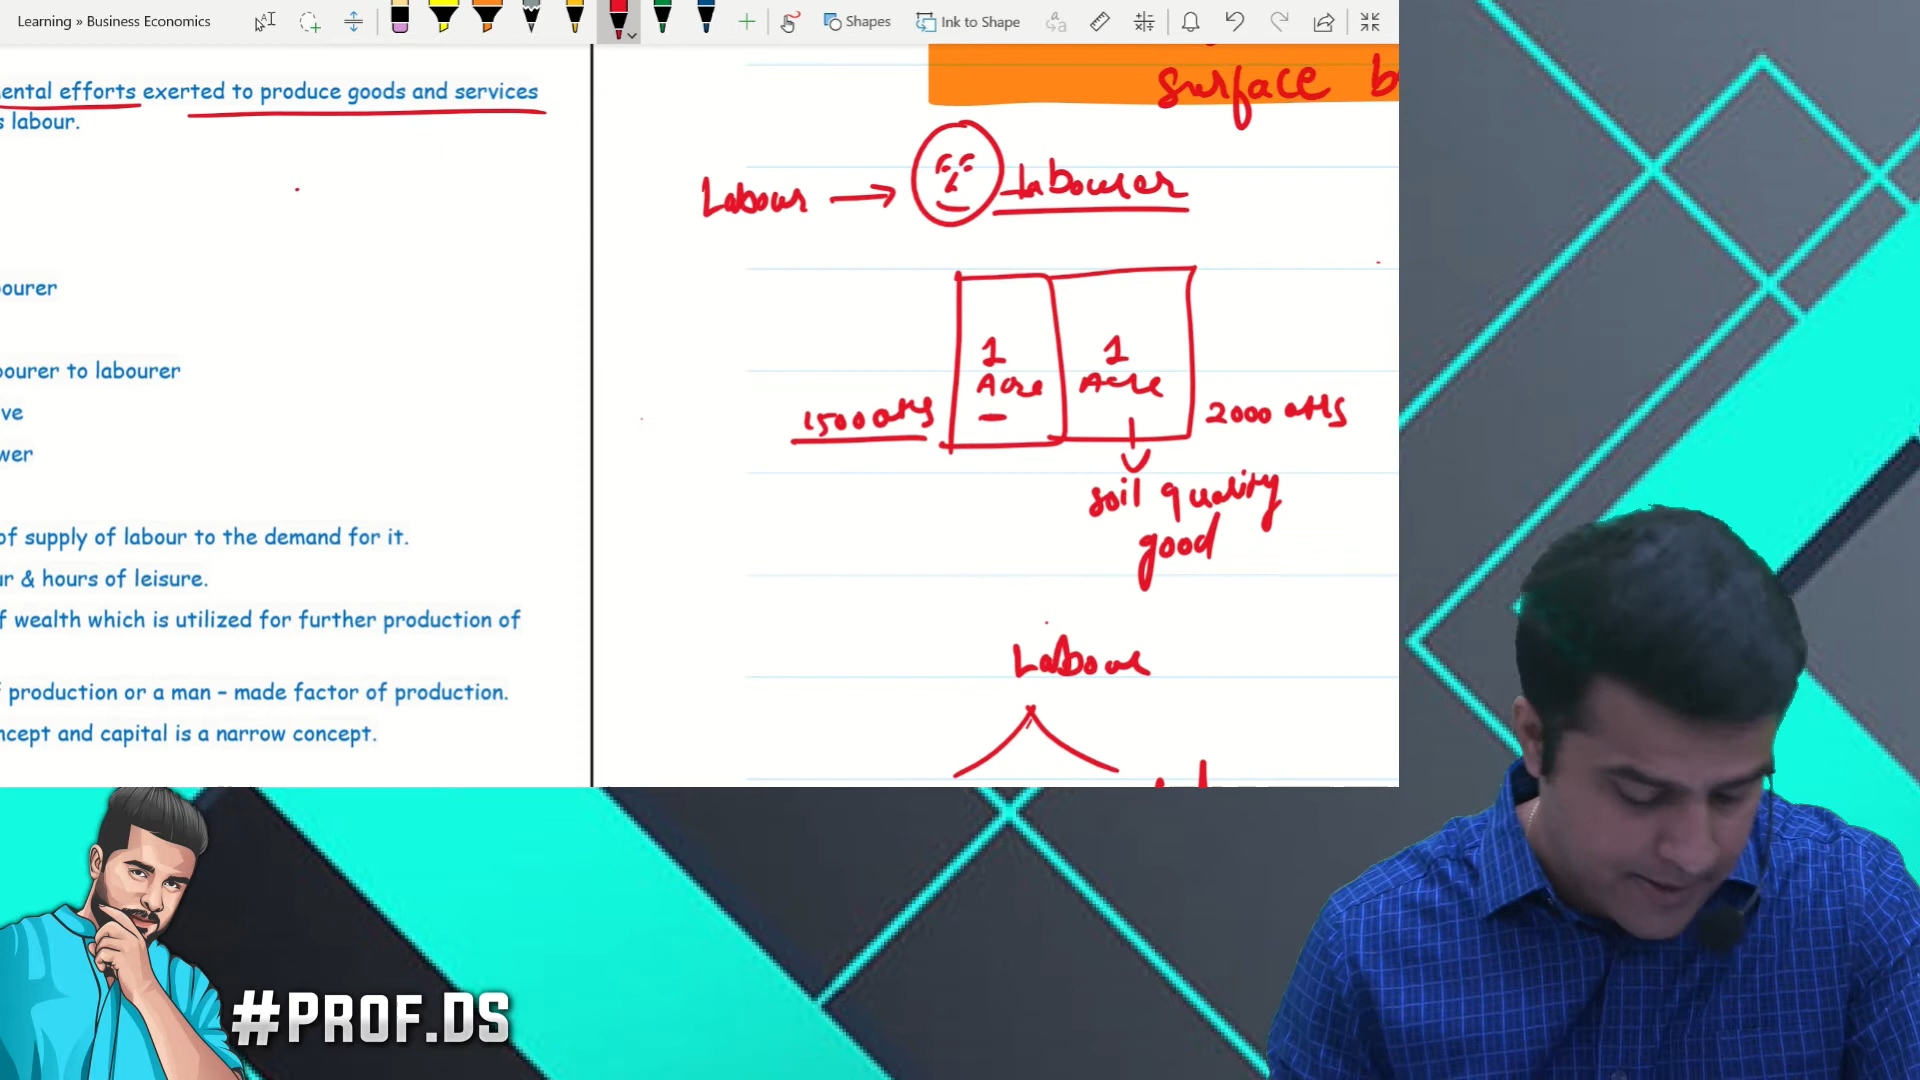 Learning » Business Economics
Shapes
Ink to Shape
ental efforts exerted to produce goods and services
s labour.
ourer
ourer to labourer
ve
wer
of supply of labour to the demand for it.
ur & hours of leisure.
f wealth which is utilized for further production of
f production or a man – made factor of production.
ncept and capital is a narrow concept.
surface b
Labour → Labourer
1 Acre
1 Acre
1500
2000
soil quality
good
Labour
#PROF.DS